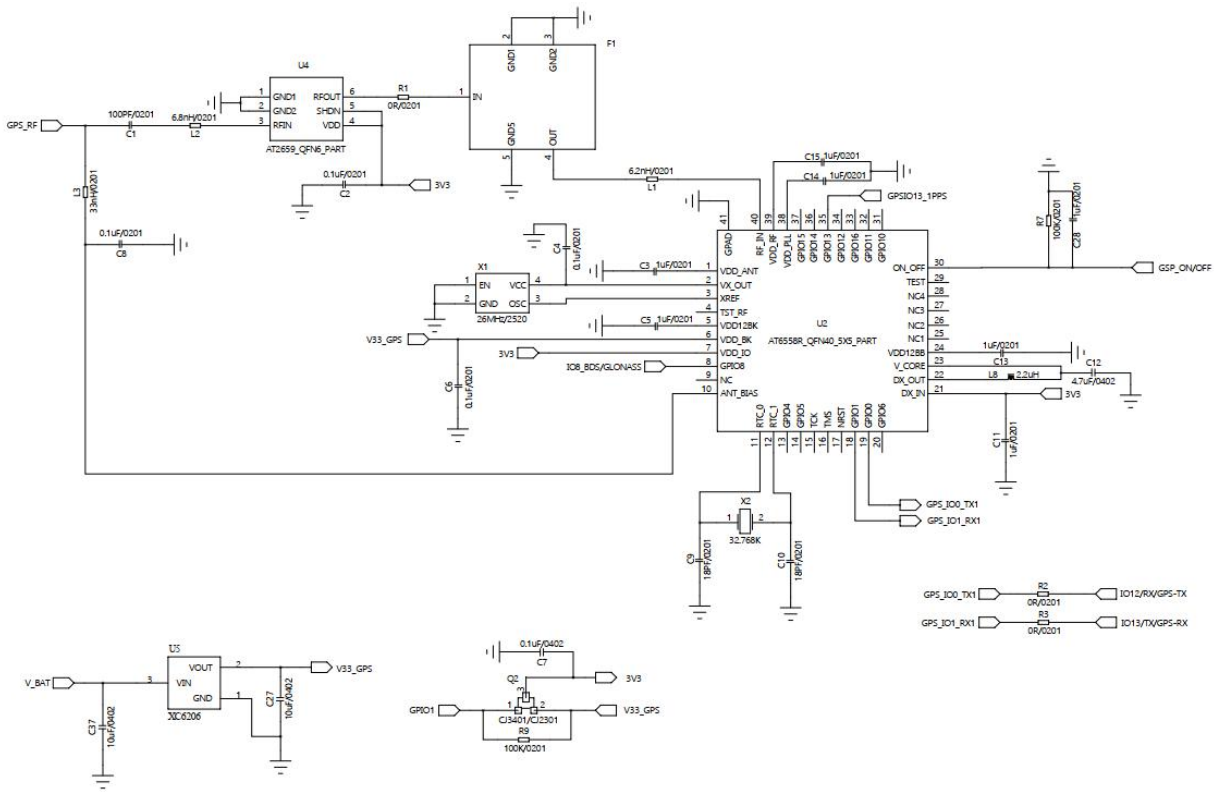 F1
2
3
GND1
GND2
1
IN
GND5
OUT
5
4
U4
1
GND1
RFOUT
6
2
GND2
SHDN
5
3
RFIN
VDD
4
AT2659_QFN6_PART
R1
0R/0201
GPS_RF
100PF/0201
C1
6.8nH/0201
L2
L3
33nH/0201
0.1uF/0201
C2
3V3
0.1uF/0201
C8
6.2nH/0201
L1
C15
1uF/0201
C14
1uF/0201
GPSIO13_1PPS
R7
100K/0201
C28
1uF/0201
GSP_ON/OFF
C4
0.1uF/0201
X1
1
EN
VCC
4
2
GND
OSC
3
26MHz/2520
C3
1uF/0201
C5
1uF/0201
V33_GPS
C6
0.1uF/0201
3V3
IO8_BDS/GLONASS
41
40
39
38
37
36
35
34
33
32
31
GPAD
RF_IN
VDD_RF
VDD_PLL
GPIO15
GPIO14
GPIO13
GPIO12
GPIO16
GPIO11
GPIO10
1
VDD_ANT
2
VX_OUT
3
XREF
4
TST_RF
5
VDD12BK
6
VDD_BK
7
VDD_IO
8
GPIO8
9
NC
10
ANT_BIAS
U2
AT6558R_QFN40_5X5_PART
ON_OFF
30
TEST
29
NC4
28
NC3
27
NC2
26
NC1
25
VDD12BB
24
V_CORE
23
DX_OUT
22
DX_IN
21
RTC_0
RTC_1
GPIO4
GPIO5
TCK
TMS
NRST
GPIO1
GPIO0
GPIO6
11
12
13
14
15
16
17
18
19
20
1uF/0201
C13
L8
2.2uH
C12
4.7uF/0402
3V3
C11
1uF/0201
X2
1
2
32.768K
C9
18PF/0201
C10
18PF/0201
GPS_IO0_TX1
GPS_IO1_RX1
GPS_IO0_TX1
R2
0R/0201
IO12/RX/GPS-TX
GPS_IO1_RX1
R3
0R/0201
IO13/TX/GPS-RX
U5
V_BAT
3
VIN
VOUT
2
GND
1
XC6206
V33_GPS
C37
10uF/0402
C27
10uF/0402
0.1uF/0402
C7
3V3
Q2
3
GPIO1
1
2
V33_GPS
CJ3401/CJ2301
R9
100K/0201